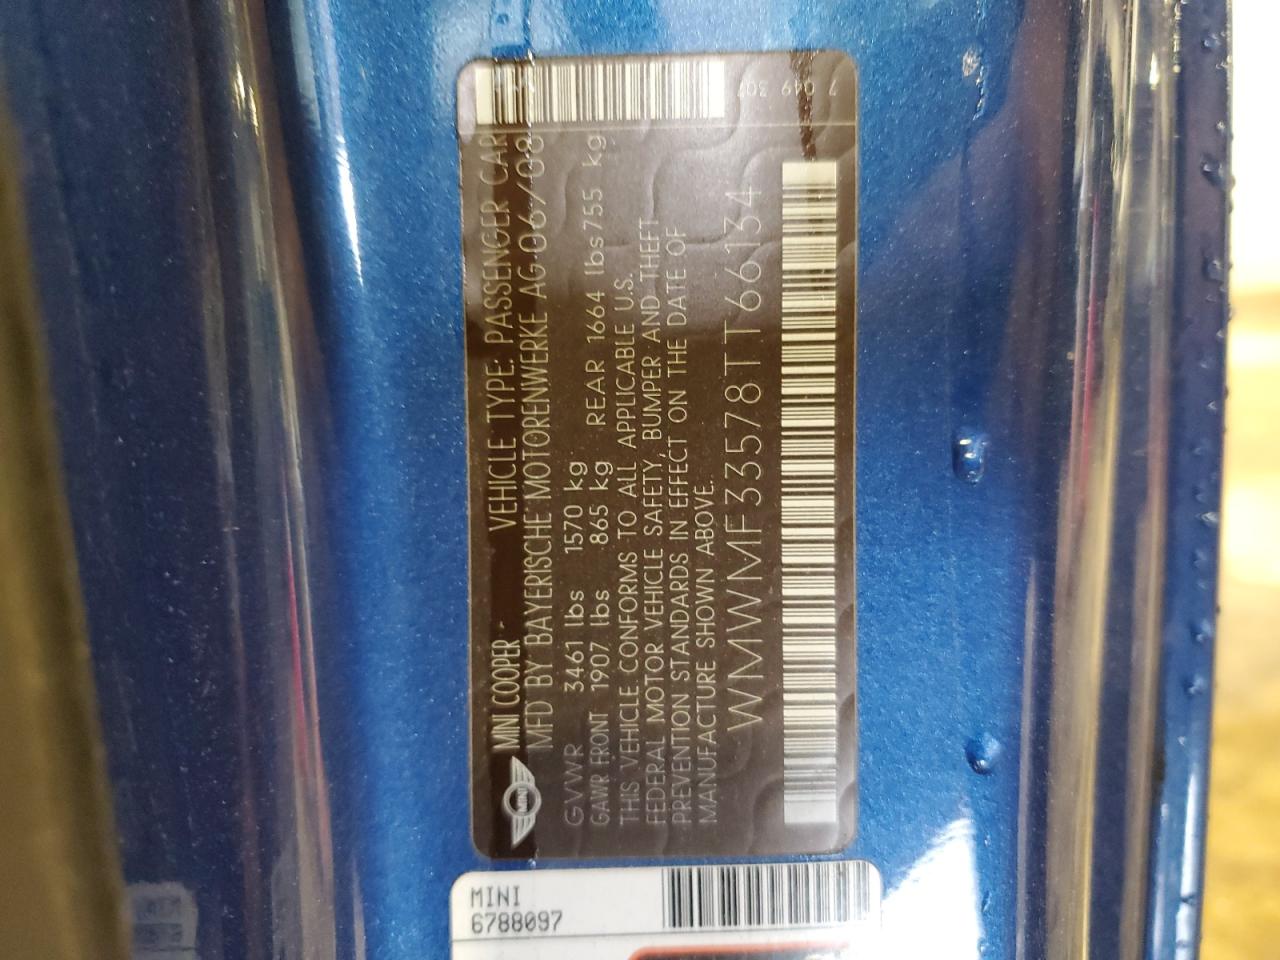 7 049 307
MINI COOPER - VEHICLE TYPE: PASSENGER CAR
MFD BY BAYERISCHE MOTORENWERKE AG 06/08
GVWR 3461 lbs 1570 kg
GAWR FRONT 1907 lbs 865 kg REAR 1664 lbs 755 kg
THIS VEHICLE CONFORMS TO ALL APPLICABLE U.S.
FEDERAL MOTOR VEHICLE SAFETY, BUMPER AND THEFT
PREVENTION STANDARDS IN EFFECT ON THE DATE OF
MANUFACTURE SHOWN ABOVE.
WMWMF33578TT66134
MINI
MINI
6788097